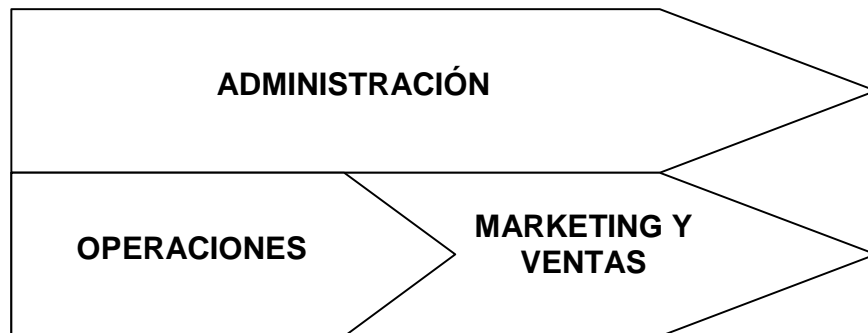 ADMINISTRACIÓN
OPERACIONES
MARKETING Y
VENTAS